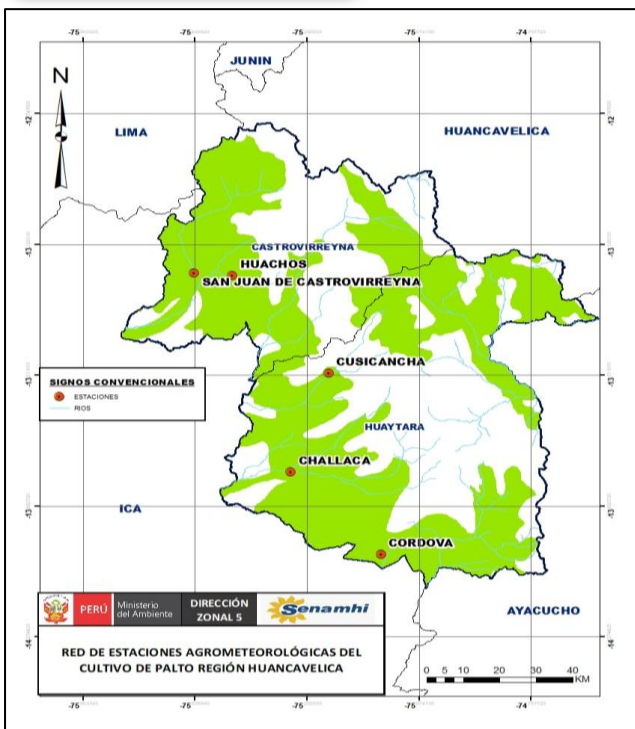 -75
-75
-75
-75
-74
JUNIN
N
-12
LIMA
HUANCAVELICA
-13
-13
CASTROVIRREYNA
HUACHOS
SAN JUAN DE CASTROVIRREYNA
CUSICANCHA
-13
-13
SIGNOS CONVENCIONALES
ESTACIONES
RIOS
HUAYTARA
CHALLACA
-13
-13
ICA
CORDOVA
PERÚ
Ministerio
del Ambiente
DIRECCIÓN
ZONAL 5
Senamhi
AYACUCHO
-14
RED DE ESTACIONES AGROMETEOROLÓGICAS DEL
CULTIVO DE PALTO REGIÓN HUANCAVELICA
0 5 10 20 30 40
KM
-75
-75
-75
-74